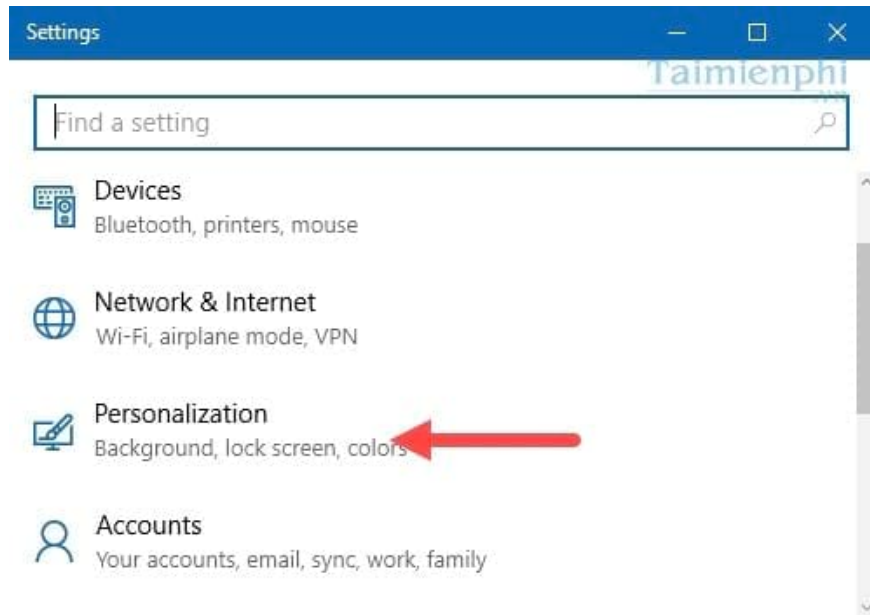 Settings
Taimienphi
.vn
Find a setting
Devices
Bluetooth, printers, mouse
Network & Internet
Wi-Fi, airplane mode, VPN
Personalization
Background, lock screen, colors
Accounts
Your accounts, email, sync, work, family